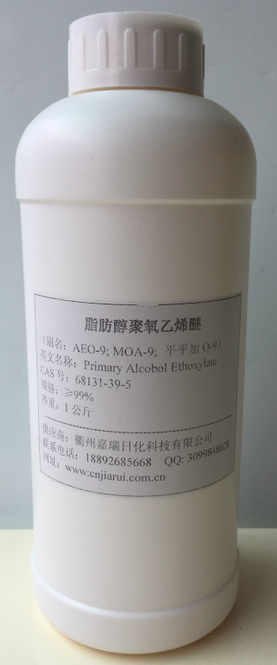 脂肪醇聚氧乙烯醚
(别名: AEO-9; MOA-9; 平平加 O-9)
英文名称: Primary Alcobol Ethoxylate
CAS 号: 68131-39-5
规格: ≥99%
净重: 1 公斤
供应商: 衢州嘉瑞日化科技有限公司
联系电话: 18892685668 QQ: 3099848028
网址: www.cnjiarui.com.cn